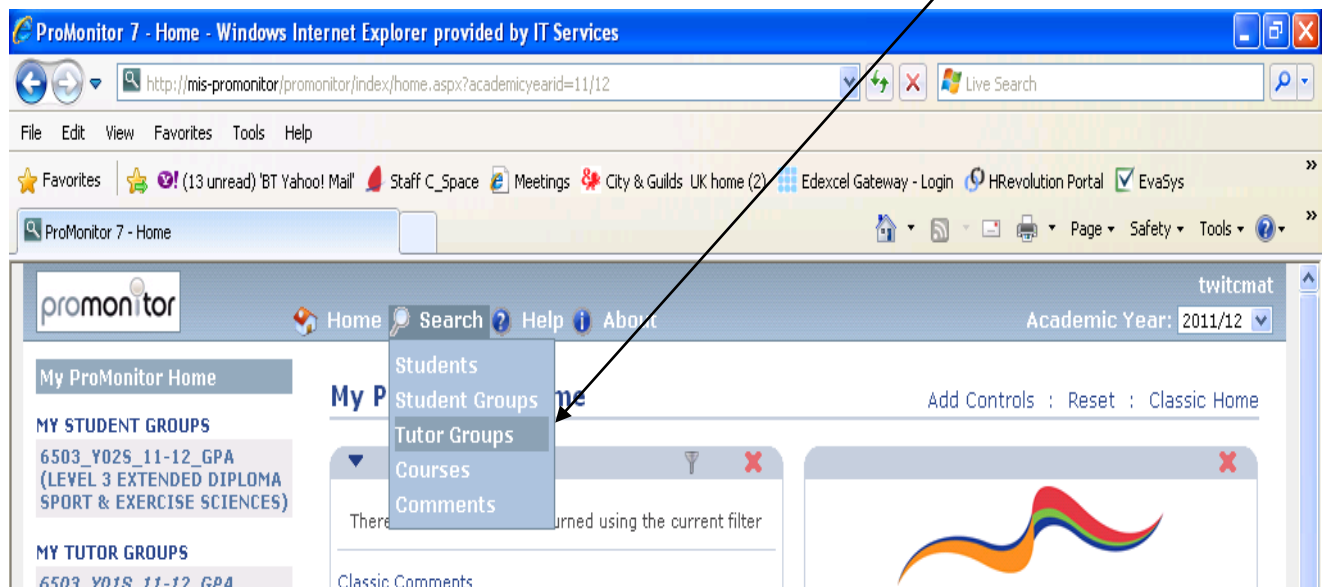 ProMonitor 7 - Home - Windows Internet Explorer provided by IT Services
http://mis-promonitor/promonitor/index/home.aspx?academicyearid=11/12
Live Search
File Edit View Favorites Tools Help
Favorites (13 unread) 'BT Yahoo! Mail' Staff C_Space Meetings City & Guilds UK home (2) Edexcel Gateway - Login HRevolution Portal EvaSys »
ProMonitor 7 - Home
Page Safety Tools »
promonitor
twitcmat
Home Search Help About
Academic Year: 2011/12
Students
Student Groups
Tutor Groups
Courses
Comments
My ProMonitor Home
MY STUDENT GROUPS
6503_Y02S_11-12_GPA
(LEVEL 3 EXTENDED DIPLOMA
SPORT & EXERCISE SCIENCES)
MY TUTOR GROUPS
6503_Y01S_11-12_GPA
My P me
Add Controls : Reset : Classic Home
There urned using the current filter
Classic Comments